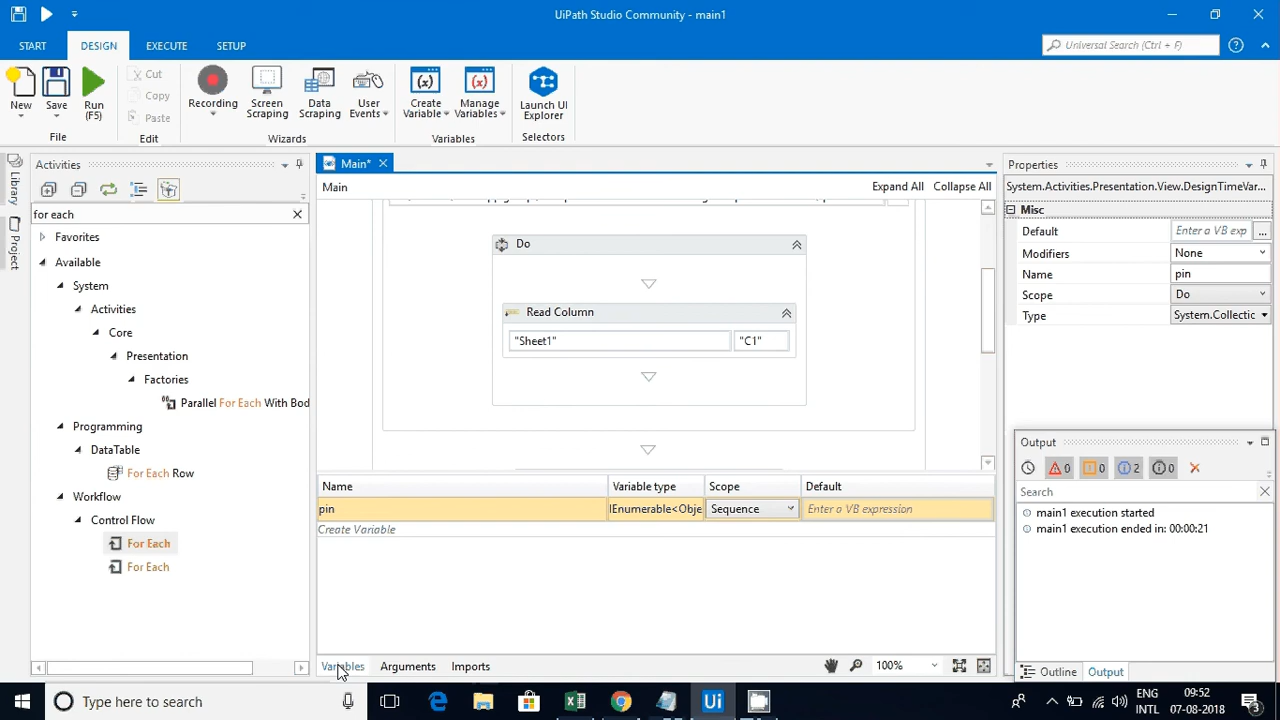 UiPath Studio Community - main1
START DESIGN EXECUTE SETUP
Universal Search (Ctrl + F)
New Save Run (F5)
Cut
Copy
Paste
Recording Screen Scraping Data Scraping User Events
Create Variable Manage Variables
Launch UI Explorer
File Edit Wizards Variables Selectors
Library
Project
Activities
for each
Favorites
Available
System
Activities
Core
Presentation
Factories
Parallel For Each With Bod
Programming
DataTable
For Each Row
Workflow
Control Flow
For Each
For Each
Main*
Main Expand All Collapse All
Do
Read Column
"Sheet1" "C1"
Name Variable type Scope Default
pin IEnumerable<Obje Sequence Enter a VB expression
Create Variable
Variables Arguments Imports 100%
Properties
System.Activities.Presentation.View.DesignTimeVar...
Misc
Default Enter a VB exp ...
Modifiers None
Name pin
Scope Do
Type System.Collectic
Output
0 0 2 0
Search
main1 execution started
main1 execution ended in: 00:00:21
Outline Output
Type here to search
Ui
ENG
INTL
09:52
07-08-2018
3